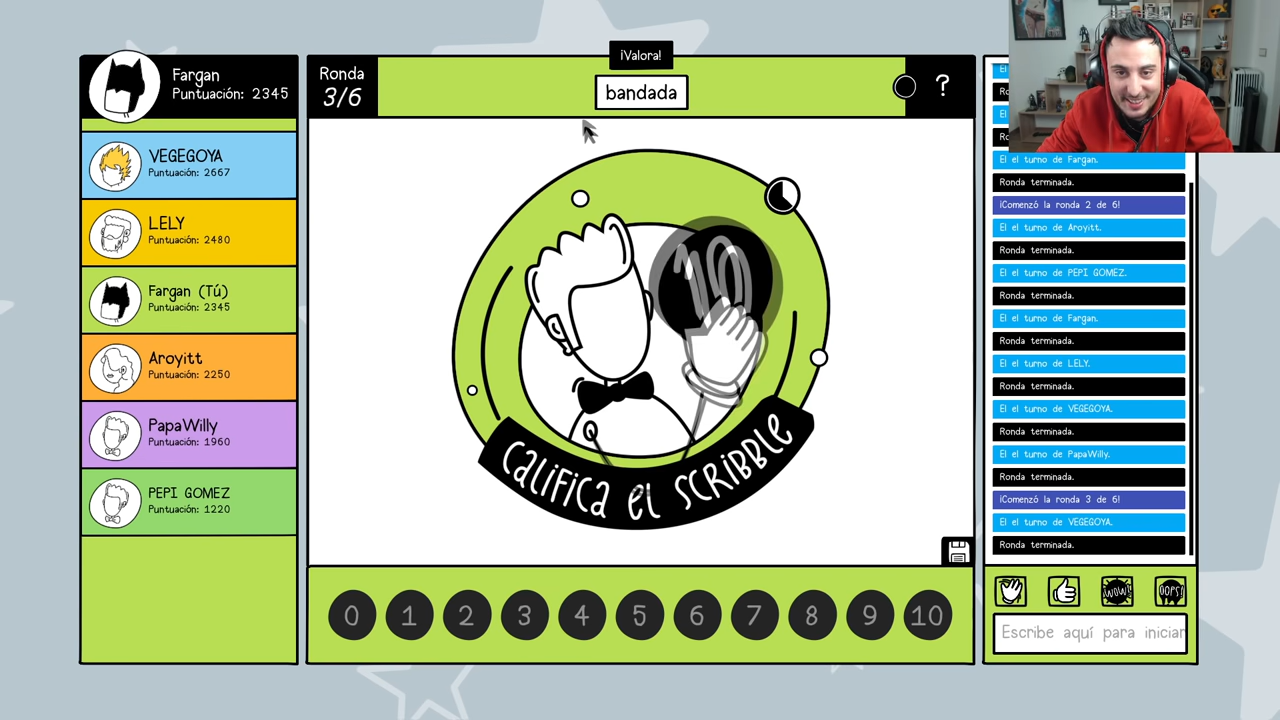 Fargan
Puntuación: 2345
VEGEGOYA
Puntuación: 2667
LELY
Puntuación: 2480
Fargan (Tú)
Puntuación: 2345
Aroyitt
Puntuación: 2250
PapaWilly
Puntuación: 1960
PEPI GOMEZ
Puntuación: 1220
Ronda
3/6
¡Valora!
bandada
?
10
CALIFICA EL SCRIBBLE
0 1 2 3 4 5 6 7 8 9 10
El el turno de Fargan.
Ronda terminada.
¡Comenzó la ronda 2 de 6!
El el turno de Aroyitt.
Ronda terminada.
El el turno de PEPI GOMEZ.
Ronda terminada.
El el turno de Fargan.
Ronda terminada.
El el turno de LELY.
Ronda terminada.
El el turno de VEGEGOYA.
Ronda terminada.
El el turno de PapaWilly.
Ronda terminada.
¡Comenzó la ronda 3 de 6!
El el turno de VEGEGOYA.
Ronda terminada.
WOW!
OOPS!
Escribe aquí para iniciar